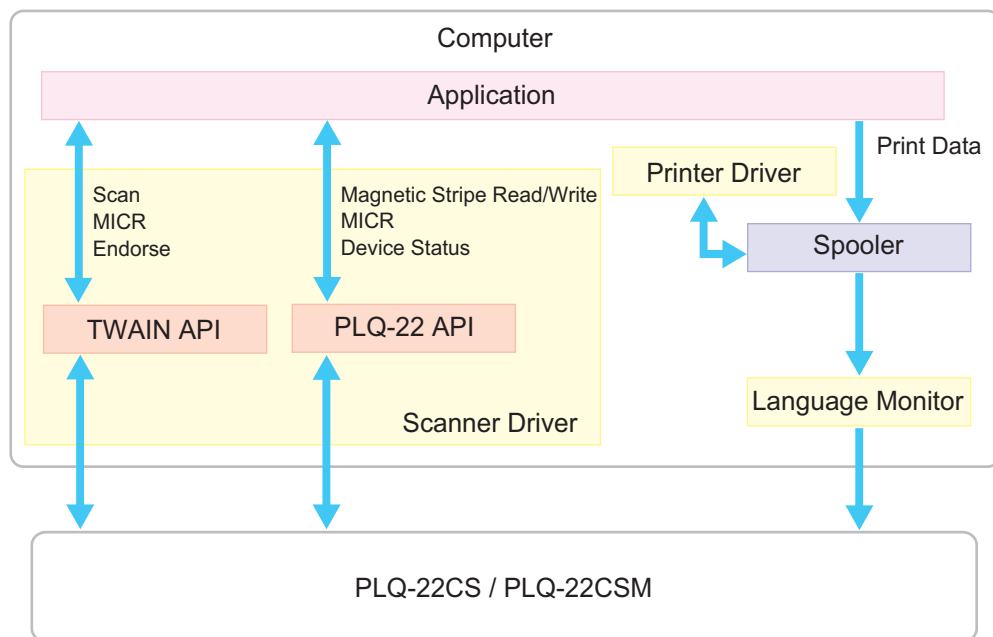 Computer
Application
Print Data
Printer Driver
Scan
MICR
Endorse
Magnetic Stripe Read/Write
MICR
Device Status
Spooler
TWAIN API
PLQ-22 API
Language Monitor
Scanner Driver
PLQ-22CS / PLQ-22CSM